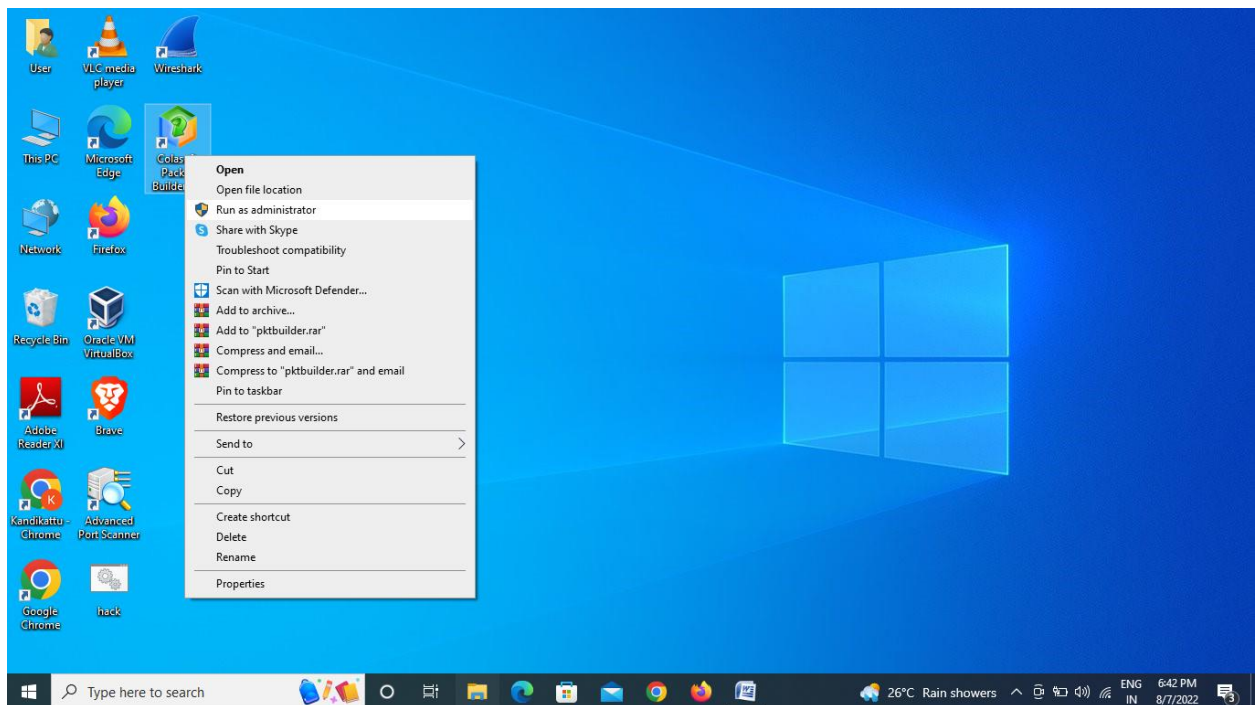 User
VLC media
player
Wireshark
This PC
Microsoft
Edge
Builde
Network
Firefox
Recycle Bin
Oracle VM
VirtualBox
Adobe
Reader XI
Brave
Kandikattu -
Chrome
Advanced
Port Scanner
Google
Chrome
hack
Open
Open file location
Run as administrator
Share with Skype
Troubleshoot compatibility
Pin to Start
Scan with Microsoft Defender...
Add to archive...
Add to "pktbuilder.rar"
Compress and email...
Compress to "pktbuilder.rar" and email
Pin to taskbar
Restore previous versions
Send to
Cut
Copy
Create shortcut
Delete
Rename
Properties
Type here to search
26°C Rain showers
ENG
IN
6:42 PM
8/7/2022
3